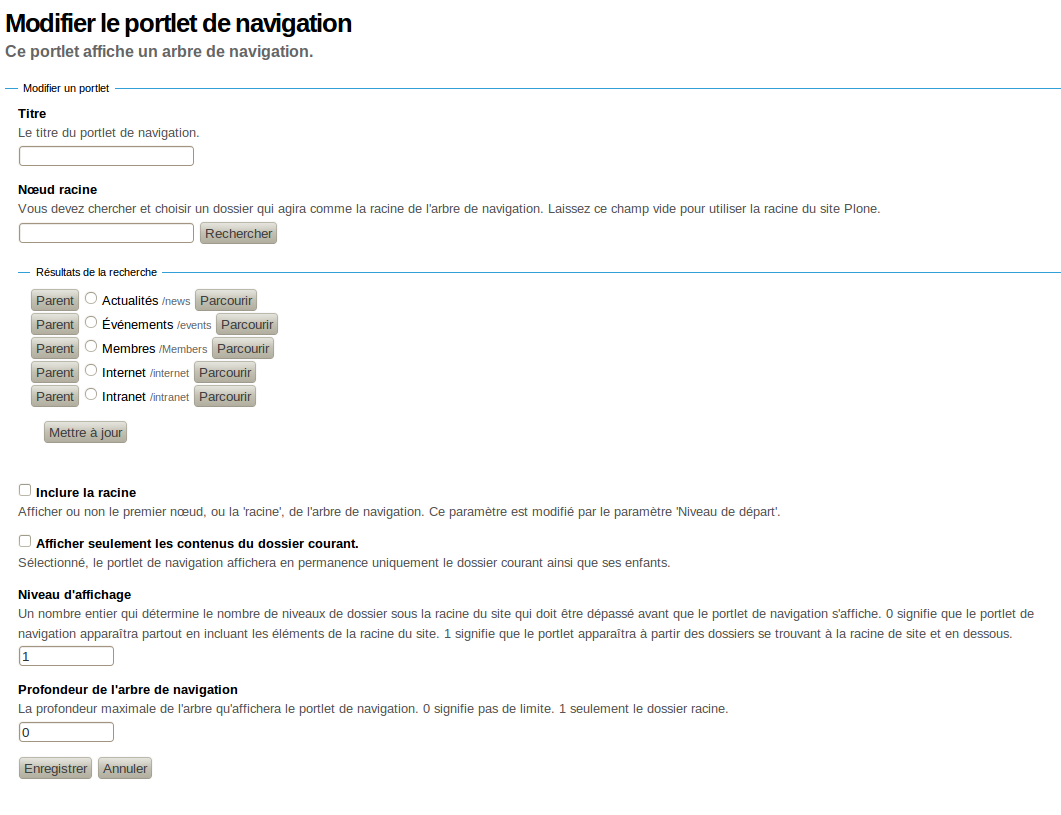 Modifier le portlet de navigation
Ce portlet affiche un arbre de navigation.
Modifier un portlet
Titre
Le titre du portlet de navigation.
Nœud racine
Vous devez chercher et choisir un dossier qui agira comme la racine de l'arbre de navigation. Laissez ce champ vide pour utiliser la racine du site Plone.
Rechercher
Résultats de la recherche
Parent Actualités /news Parcourir
Parent Événements /events Parcourir
Parent Membres /Members Parcourir
Parent Internet /internet Parcourir
Parent Intranet /intranet Parcourir
Mettre à jour
Inclure la racine
Afficher ou non le premier nœud, ou la 'racine', de l'arbre de navigation. Ce paramètre est modifié par le paramètre 'Niveau de départ'.
Afficher seulement les contenus du dossier courant.
Sélectionné, le portlet de navigation affichera en permanence uniquement le dossier courant ainsi que ses enfants.
Niveau d'affichage
Un nombre entier qui détermine le nombre de niveaux de dossier sous la racine du site qui doit être dépassé avant que le portlet de navigation s'affiche. 0 signifie que le portlet de
navigation apparaîtra partout en incluant les éléments de la racine du site. 1 signifie que le portlet apparaîtra à partir des dossiers se trouvant à la racine de site et en dessous.
1
Profondeur de l'arbre de navigation
La profondeur maximale de l'arbre qu'affichera le portlet de navigation. 0 signifie pas de limite. 1 seulement le dossier racine.
0
Enregistrer Annuler